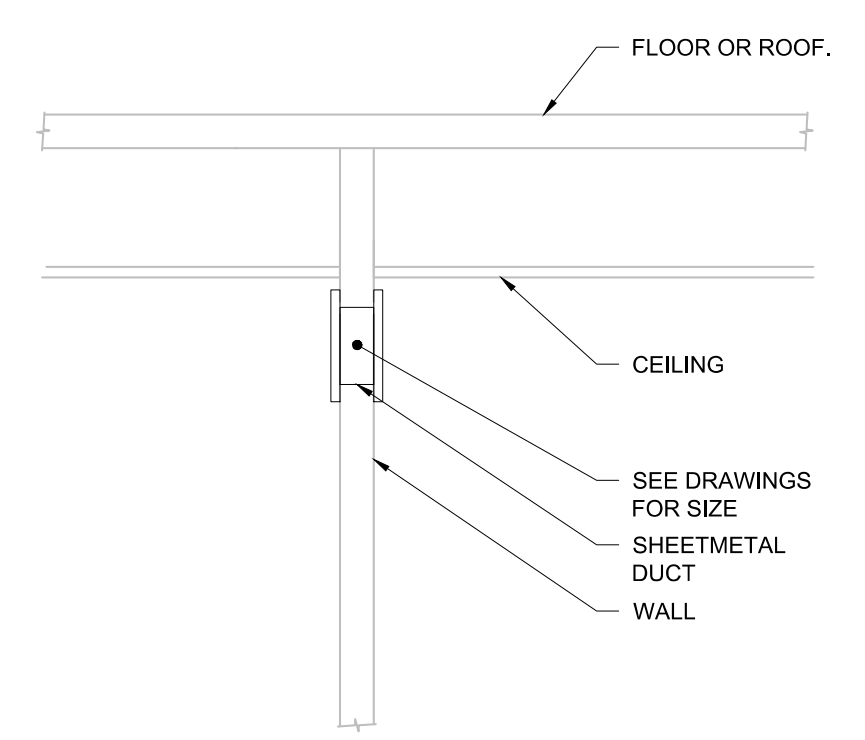 FLOOR OR ROOF.
CEILING
SEE DRAWINGS
FOR SIZE
SHEETMETAL
DUCT
WALL